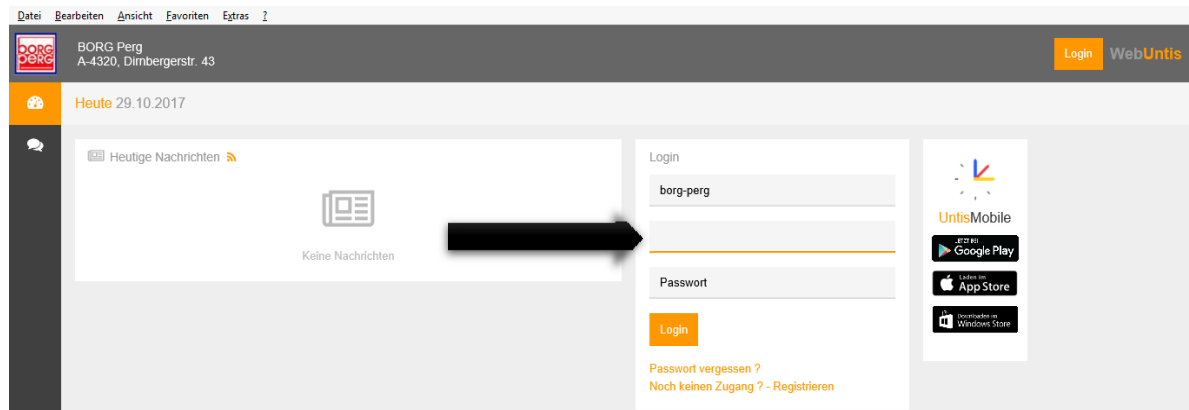 Datei Bearbeiten Ansicht Favoriten Extras ?
borg
perg
BORG Perg
A-4320, Dirnbergerstr. 43
Login
WebUntis
Heute 29.10.2017
Heutige Nachrichten
Keine Nachrichten
Login
borg-perg
Passwort
Login
Passwort vergessen ?
Noch keinen Zugang ? - Registrieren
UntisMobile
JETZT BEI
Google Play
Laden im
App Store
Downloaden im
Windows Store